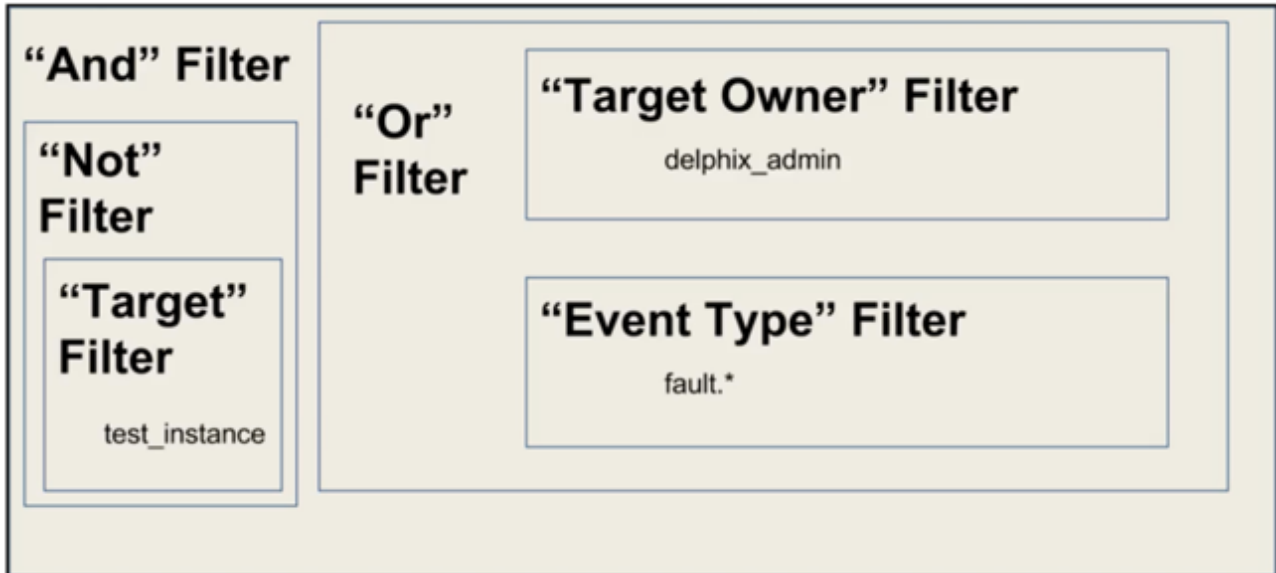 “And” Filter
“Not”
Filter
“Target”
Filter
test_instance
“Or”
Filter
“Target Owner” Filter
delphix_admin
“Event Type” Filter
fault.*